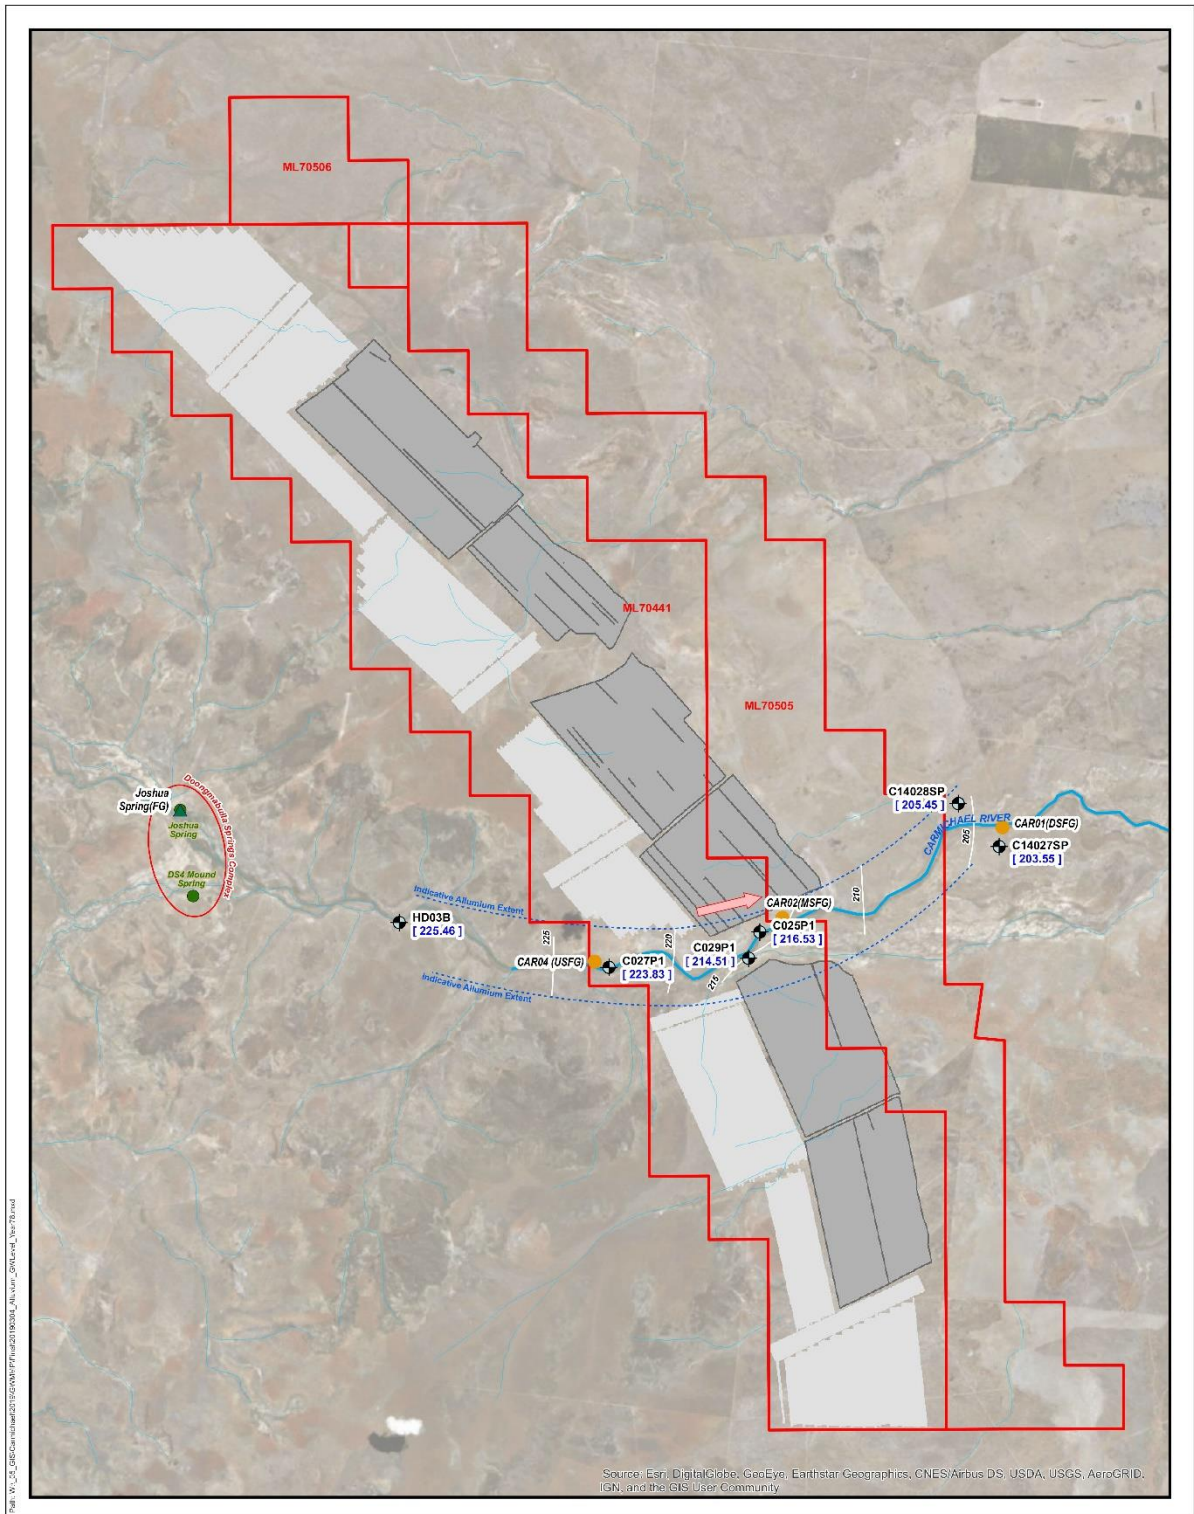 ML70506
ML70441
ML70505
Doongmabulla Springs Complex
Joshua
Spring(FG)
Joshua
Spring
DS4 Mound
Spring
C14028SP
[ 205.45 ]
CARMICHAEL RIVER
205
CAR01(DSFG)
C14027SP
[ 203.55 ]
Indicative Allumium Extent
210
CAR02(MSFG)
HD03B
[ 225.46 ]
C025P1
[ 216.53 ]
225
220
C029P1
[ 214.51 ]
CAR04 (USFG)
C027P1
[ 223.83 ]
215
Indicative Allumium Extent
Source: Esri, DigitalGlobe, GeoEye, Earthstar Geographics, CNES/Airbus DS, USDA, USGS, AeroGRID,
IGN, and the GIS User Community